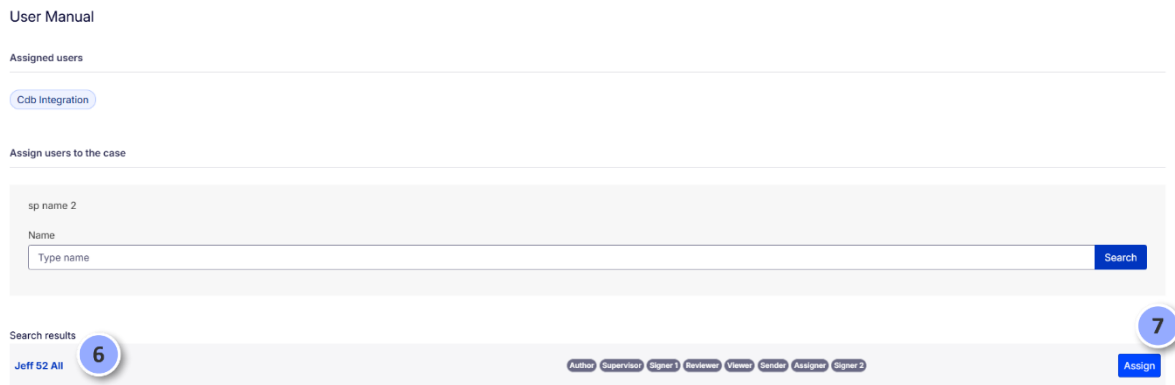 User Manual
Assigned users
Cdb Integration
Assign users to the case
sp name 2
Name
Type name Search
Search results
7
Jeff 52 All 6 Author Supervisor Signer 1 Reviewer Viewer Sender Assigner Signer 2 Assign